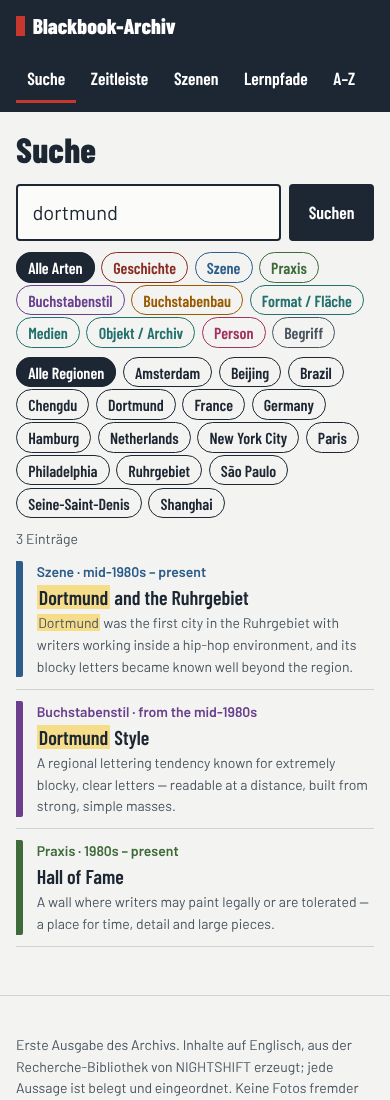 Blackbook-Archiv
Suche Zeitleiste Szenen Lernpfade A–Z
Suche
dortmund Suchen
Alle Arten Geschichte Szene Praxis
Buchstabenstil Buchstabenbau Format / Fläche
Medien Objekt / Archiv Person Begriff
Alle Regionen Amsterdam Beijing Brazil
Chengdu Dortmund France Germany
Hamburg Netherlands New York City Paris
Philadelphia Ruhrgebiet São Paulo
Seine-Saint-Denis Shanghai
3 Einträge
Szene · mid-1980s – present
Dortmund and the Ruhrgebiet
Dortmund was the first city in the Ruhrgebiet with
writers working inside a hip-hop environment, and its
blocky letters became known well beyond the region.
Buchstabenstil · from the mid-1980s
Dortmund Style
A regional lettering tendency known for extremely
blocky, clear letters — readable at a distance, built from
strong, simple masses.
Praxis · 1980s – present
Hall of Fame
A wall where writers may paint legally or are tolerated —
a place for time, detail and large pieces.
Erste Ausgabe des Archivs. Inhalte auf Englisch, aus der
Recherche-Bibliothek von NIGHTSHIFT erzeugt; jede
Aussage ist belegt und eingeordnet. Keine Fotos fremder